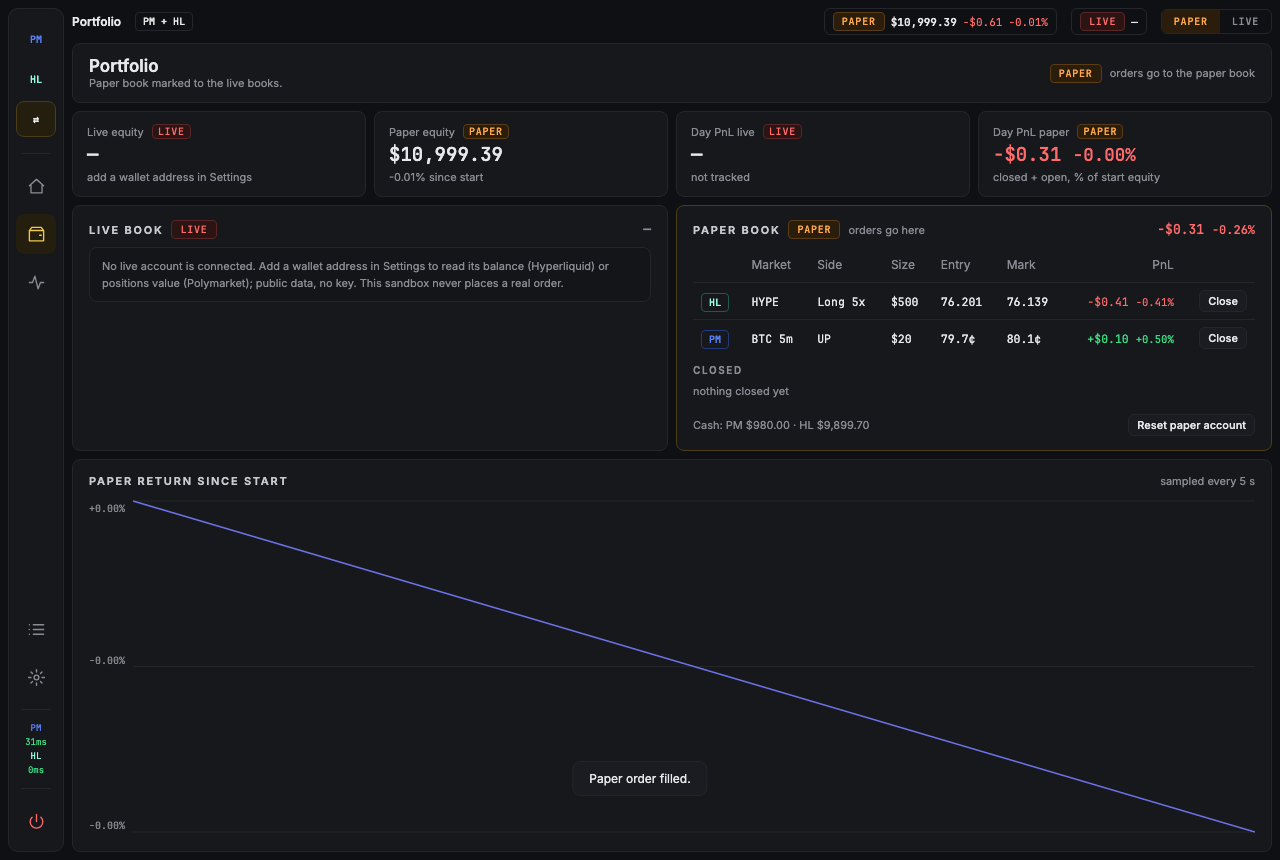 PM
HL
Portfolio PM + HL
PAPER $10,999.39 -$0.61 -0.01%
LIVE —
PAPER LIVE
Portfolio
Paper book marked to the live books.
PAPER orders go to the paper book
Live equity LIVE
—
add a wallet address in Settings
Paper equity PAPER
$10,999.39
-0.01% since start
Day PnL live LIVE
—
not tracked
Day PnL paper PAPER
-$0.31 -0.00%
closed + open, % of start equity
LIVE BOOK LIVE —
No live account is connected. Add a wallet address in Settings to read its balance (Hyperliquid) or
positions value (Polymarket); public data, no key. This sandbox never places a real order.
PAPER BOOK PAPER orders go here -$0.31 -0.26%
Market Side Size Entry Mark PnL
HL HYPE Long 5x $500 76.201 76.139 -$0.41 -0.41% Close
PM BTC 5m UP $20 79.7¢ 80.1¢ +$0.10 +0.50% Close
CLOSED
nothing closed yet
Cash: PM $980.00 · HL $9,899.70 Reset paper account
PAPER RETURN SINCE START sampled every 5 s
+0.00%
-0.00%
-0.00%
Paper order filled.
PM
31ms
HL
0ms